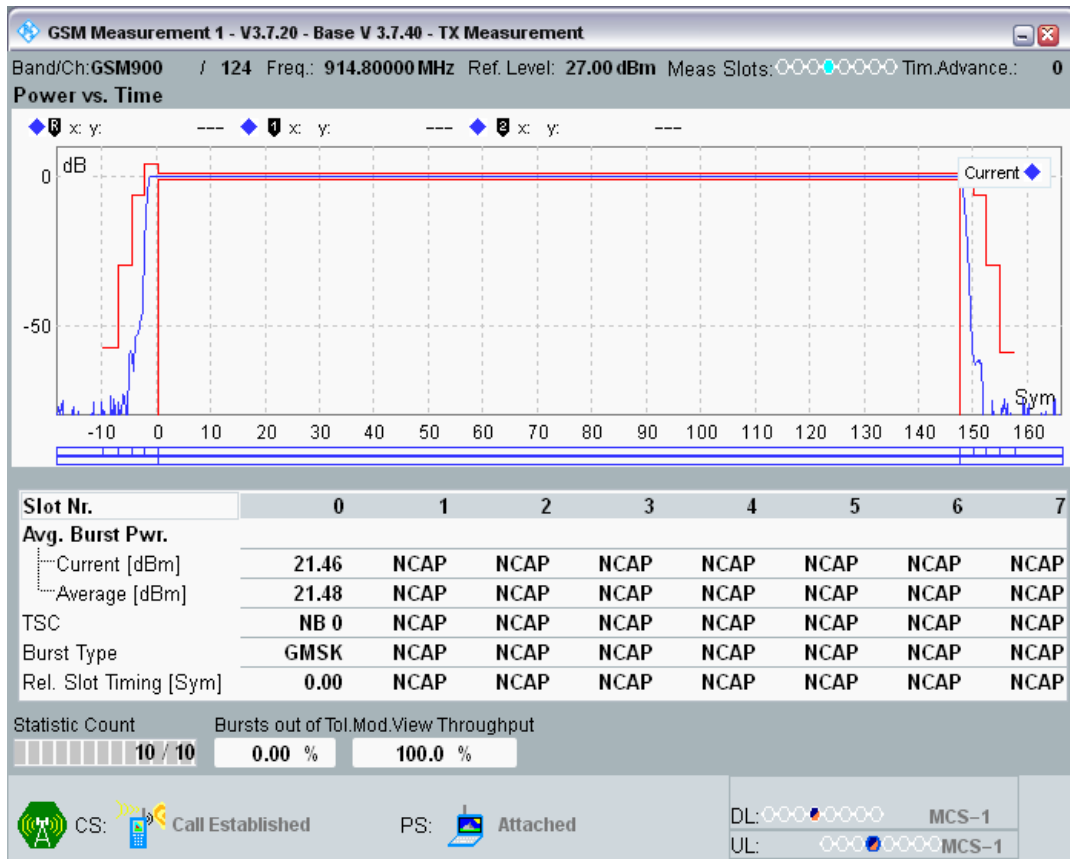 GSM Measurement 1 - V3.7.20 - Base V 3.7.40 - TX Measurement
Band/Ch:GSM900 / 124 Freq.: 914.80000 MHz Ref. Level: 27.00 dBm Meas Slots: Tim.Advance.: 0
Power vs. Time
R x: y: --- 1 x: y: --- 2 x: y: ---
dB
Current
0
-50
Sym
-10 0 10 20 30 40 50 60 70 80 90 100 110 120 130 140 150 160
Slot Nr. 0 1 2 3 4 5 6 7
Avg. Burst Pwr.
Current [dBm] 21.46 NCAP NCAP NCAP NCAP NCAP NCAP NCAP
Average [dBm] 21.48 NCAP NCAP NCAP NCAP NCAP NCAP NCAP
TSC NB 0 NCAP NCAP NCAP NCAP NCAP NCAP NCAP
Burst Type GMSK NCAP NCAP NCAP NCAP NCAP NCAP NCAP
Rel. Slot Timing [Sym] 0.00 NCAP NCAP NCAP NCAP NCAP NCAP NCAP
Statistic Count Bursts out of Tol.Mod.View Throughput
10 / 10 0.00 % 100.0 %
CS: Call Established PS: Attached
DL: MCS-1
UL: MCS-1